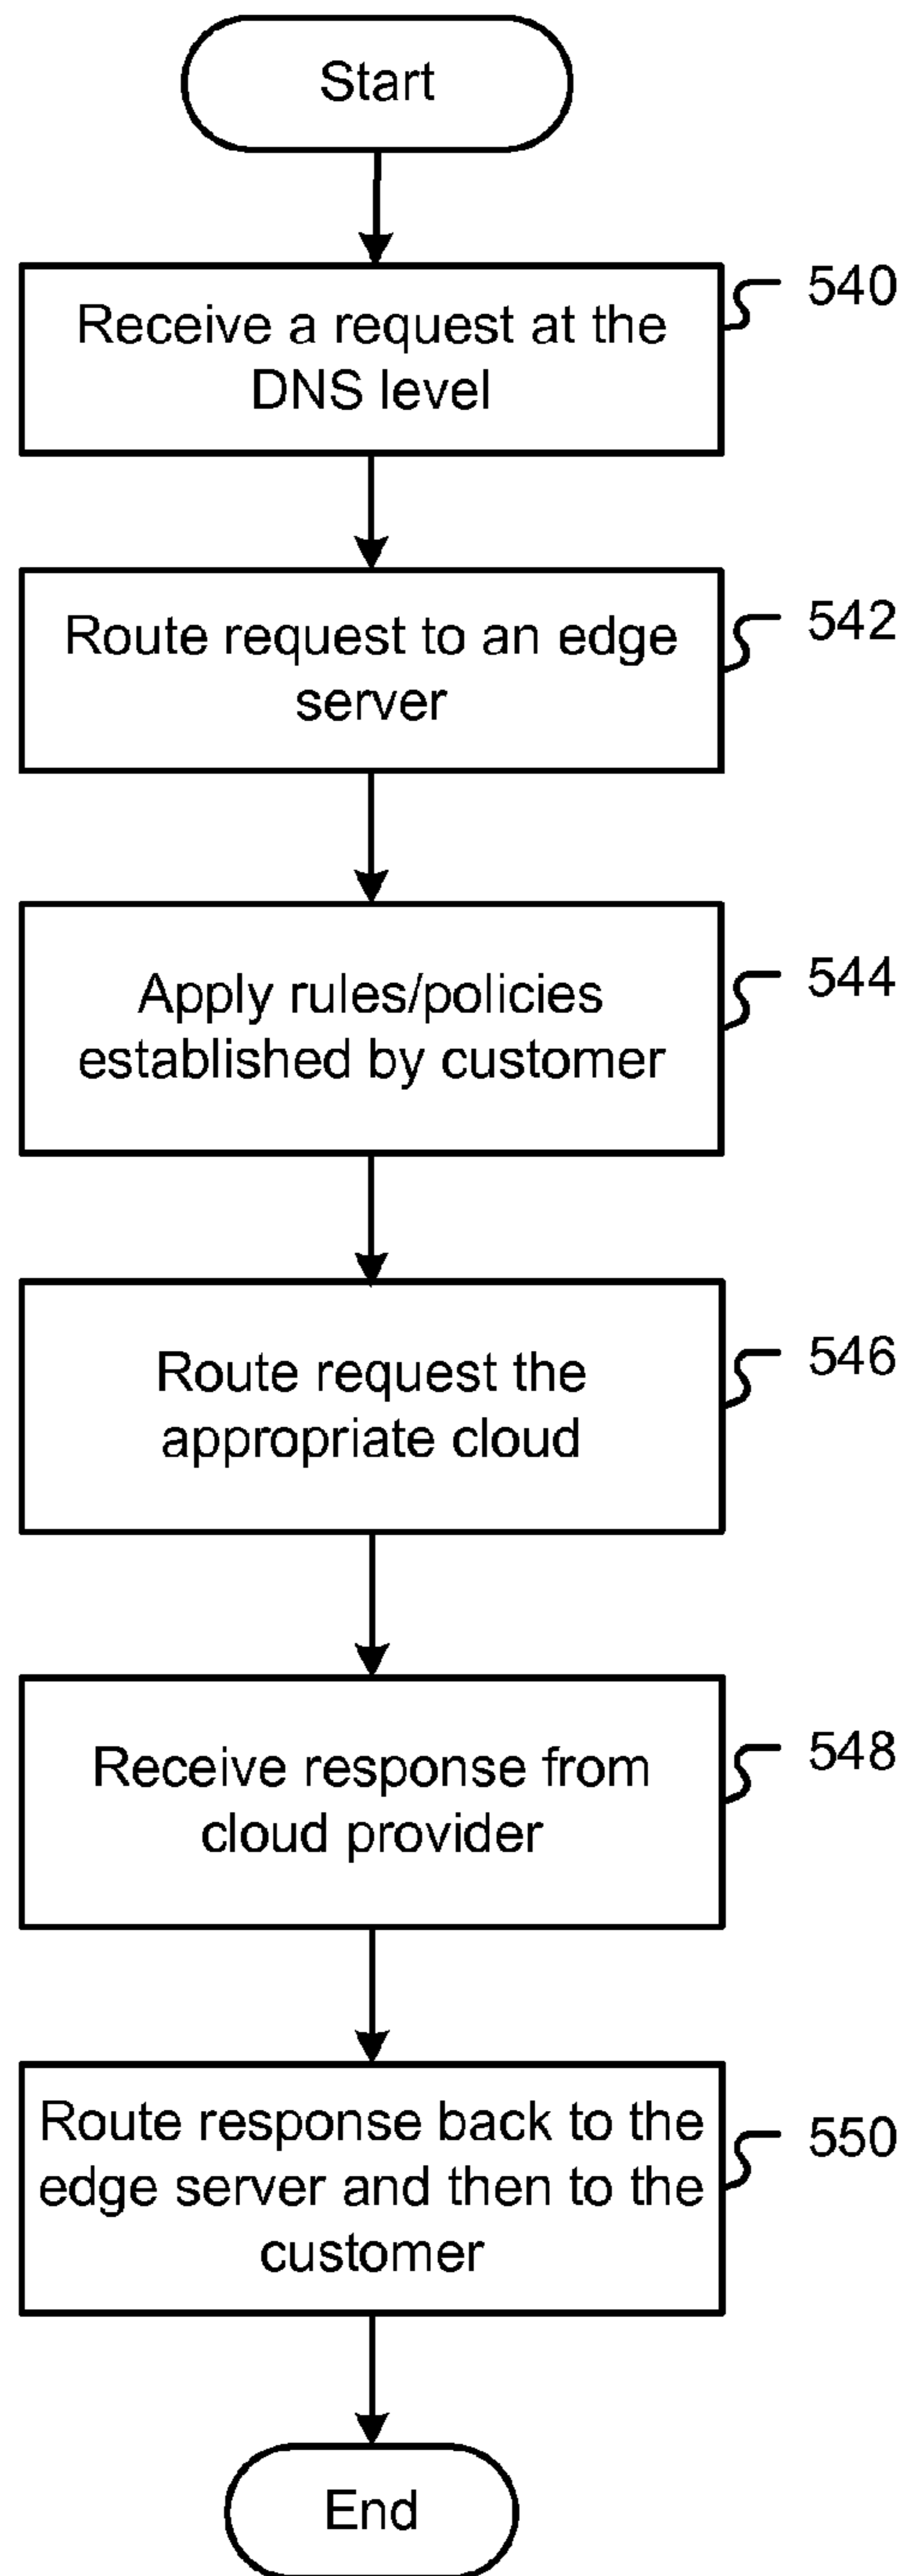 Start
Receive a request at the
DNS level
540
Route request to an edge
server
542
Apply rules/policies
established by customer
544
Route request the
appropriate cloud
546
Receive response from
cloud provider
548
Route response back to the
edge server and then to the
customer
550
End